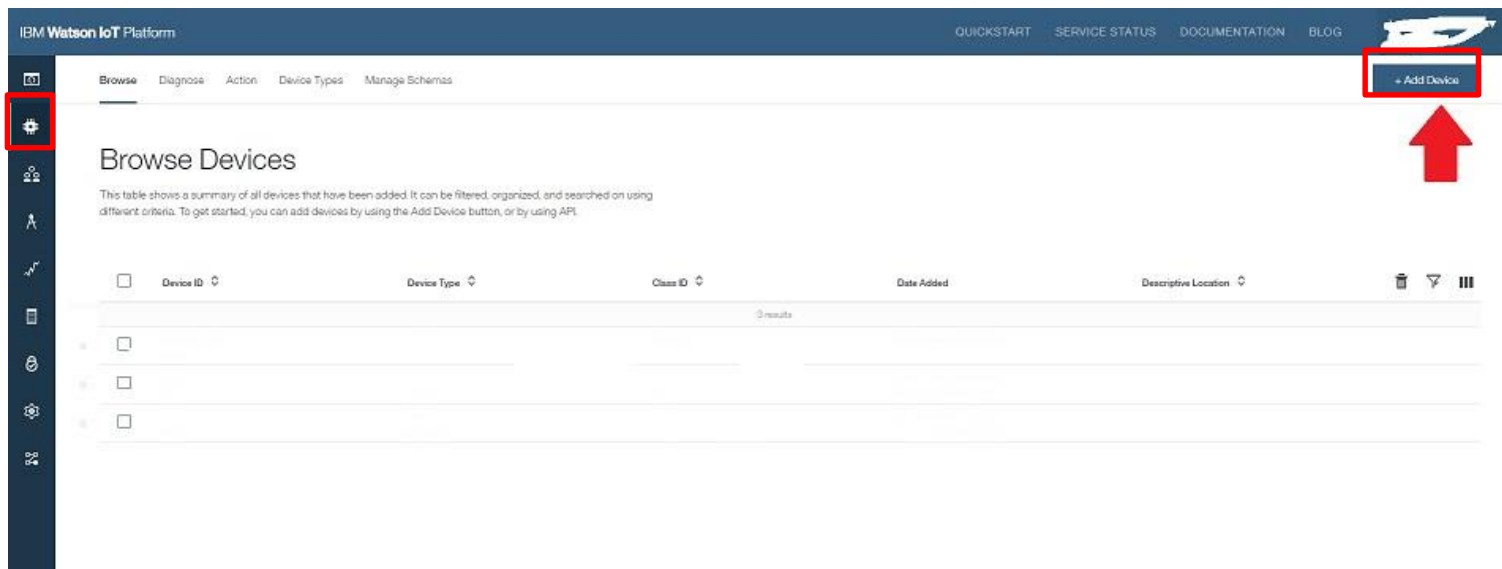 IBM Watson IoT Platform
QUICKSTART SERVICE STATUS DOCUMENTATION BLOG
Browse Diagnose Action Device Types Manage Schemas
+ Add Device
Browse Devices
This table shows a summary of all devices that have been added. It can be filtered, organized, and searched on using
different criteria. To get started, you can add devices by using the Add Device button, or by using API.
Device ID Device Type Class ID Date Added Descriptive Location
3 results